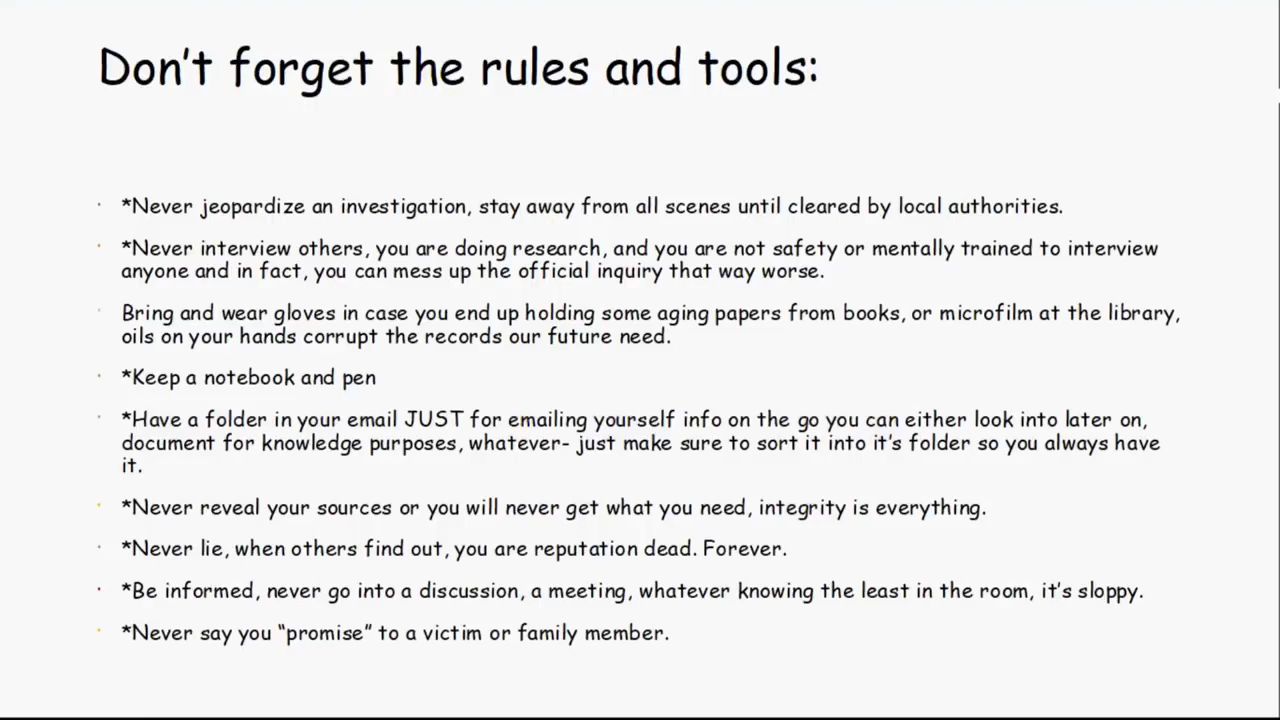 Don't forget the rules and tools:
· *Never jeopardize an investigation, stay away from all scenes until cleared by local authorities.
· *Never interview others, you are doing research, and you are not safety or mentally trained to interview
anyone and in fact, you can mess up the official inquiry that way worse.
· Bring and wear gloves in case you end up holding some aging papers from books, or microfilm at the library,
oils on your hands corrupt the records our future need.
· *Keep a notebook and pen
· *Have a folder in your email JUST for emailing yourself info on the go you can either look into later on,
document for knowledge purposes, whatever- just make sure to sort it into it's folder so you always have
it.
· *Never reveal your sources or you will never get what you need, integrity is everything.
· *Never lie, when others find out, you are reputation dead. Forever.
· *Be informed, never go into a discussion, a meeting, whatever knowing the least in the room, it's sloppy.
· *Never say you “promise” to a victim or family member.